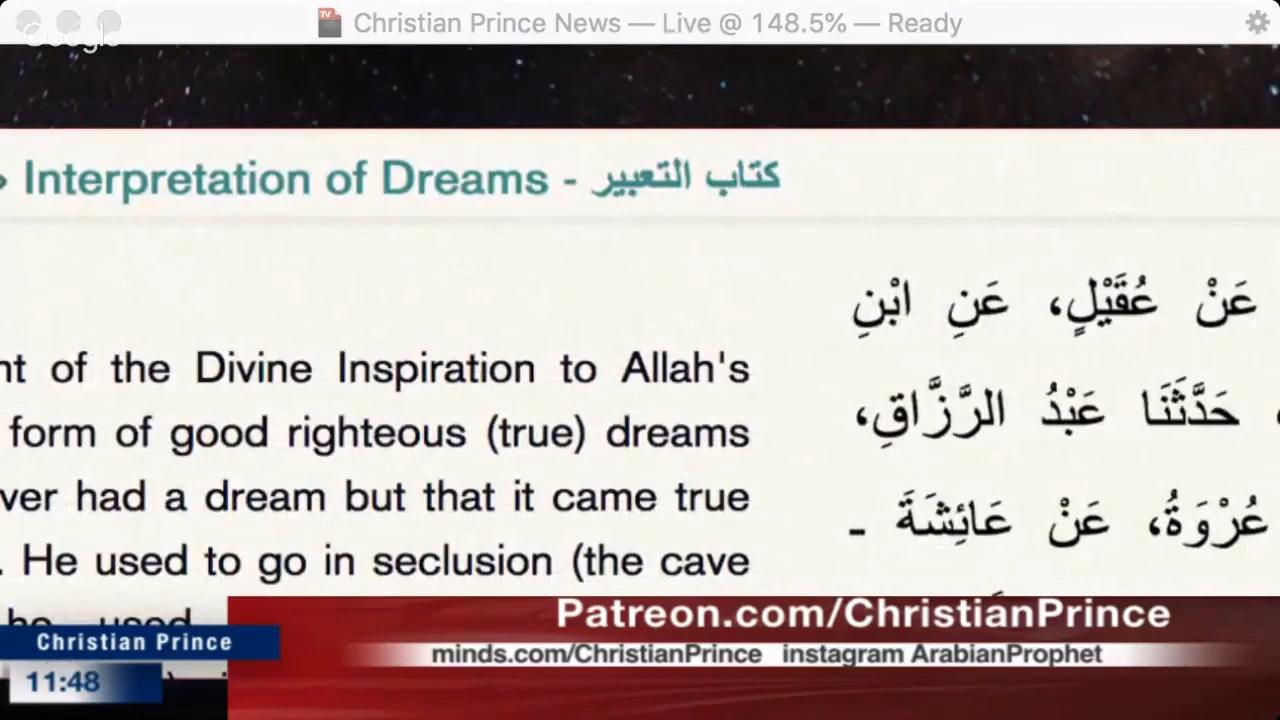 Christian Prince News — Live @ 148.5% — Ready
Google
Interpretation of Dreams - كتاب التعبير
عَنْ عُقَيْلٍ، عَنِ ابْنِ
nt of the Divine Inspiration to Allah's
form of good righteous (true) dreams
حَدَّثَنَا عَبْدُ الرَّزَّاقِ،
ver had a dream but that it came true
عُرْوَةُ، عَنْ عَائِشَةَ ـ
. He used to go in seclusion (the cave
he used
Patreon.com/ChristianPrince
Christian Prince
minds.com/ChristianPrince instagram ArabianProphet
11:48